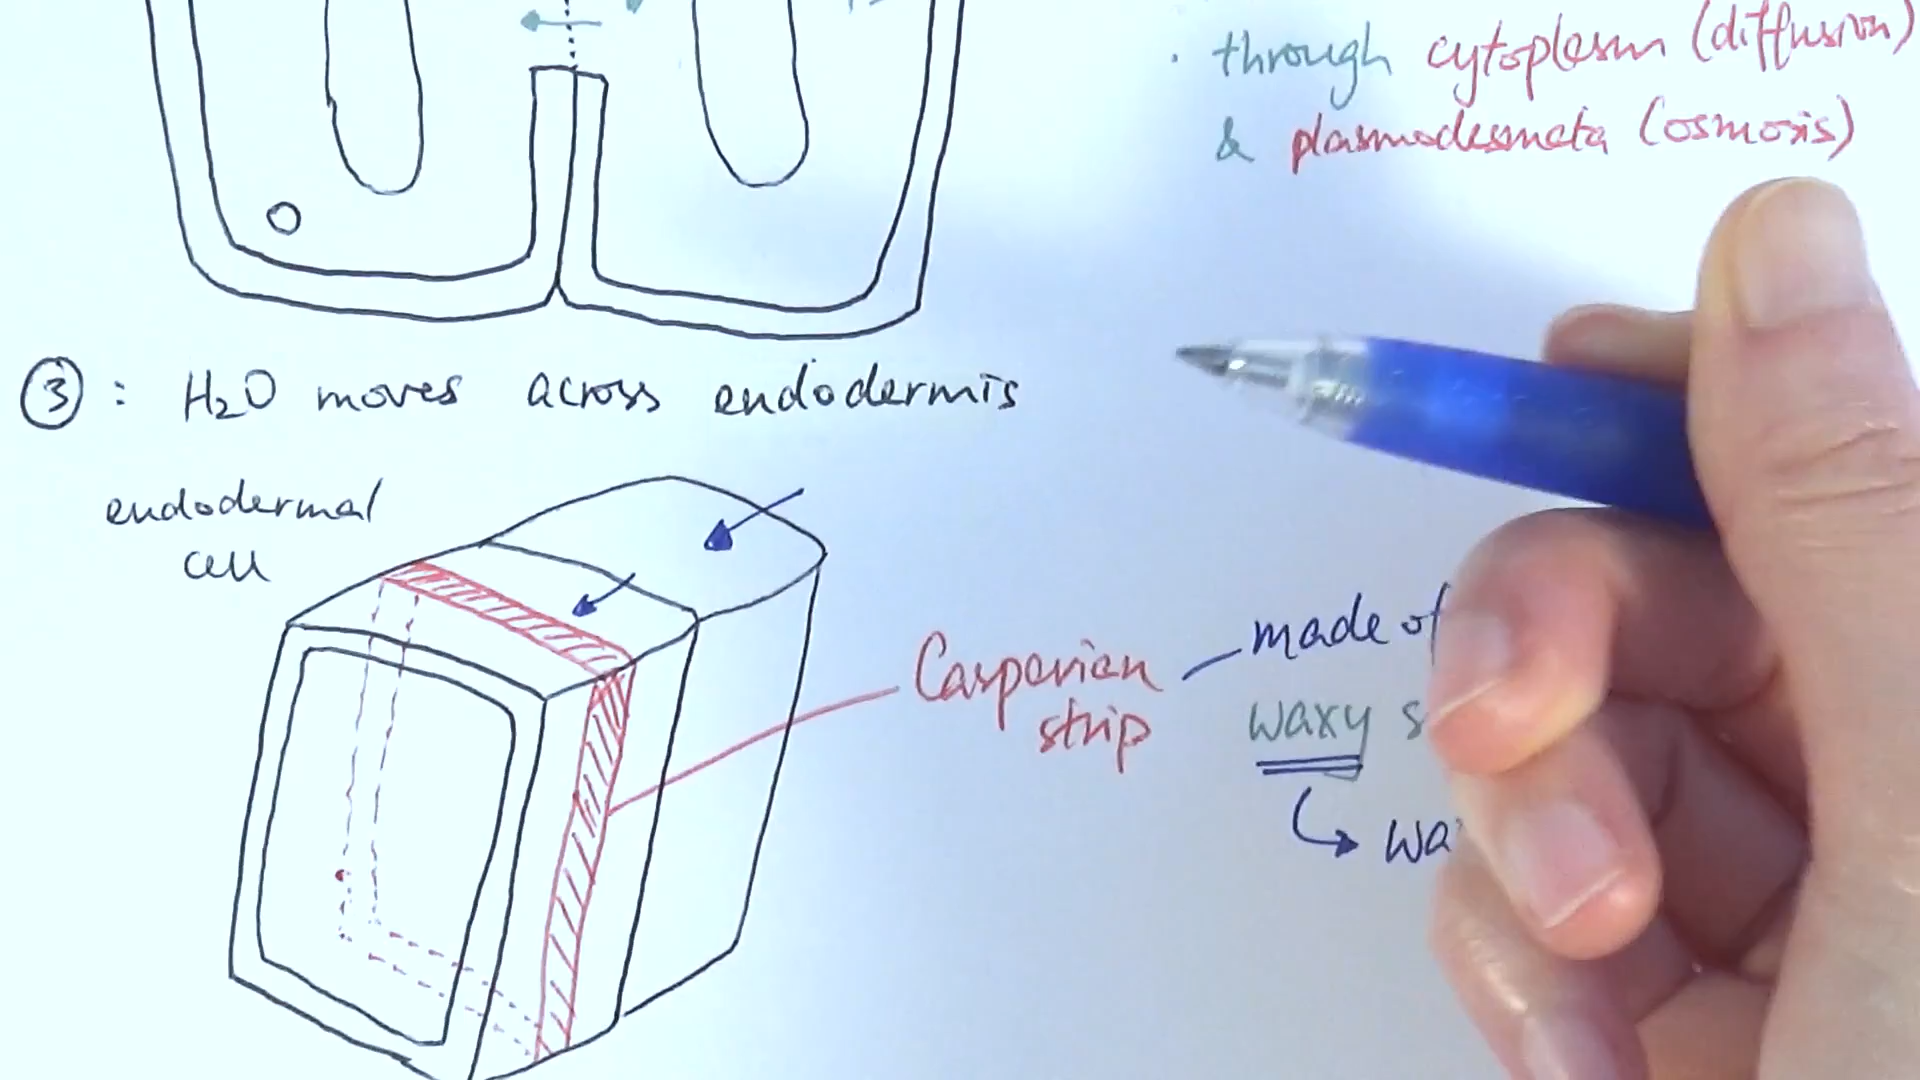 · through cytoplasm (diffusion)
& plasmodesmata (osmosis)
③ : H₂O moves across endodermis
endodermal
cell
Casparian
strip
made of
waxy s